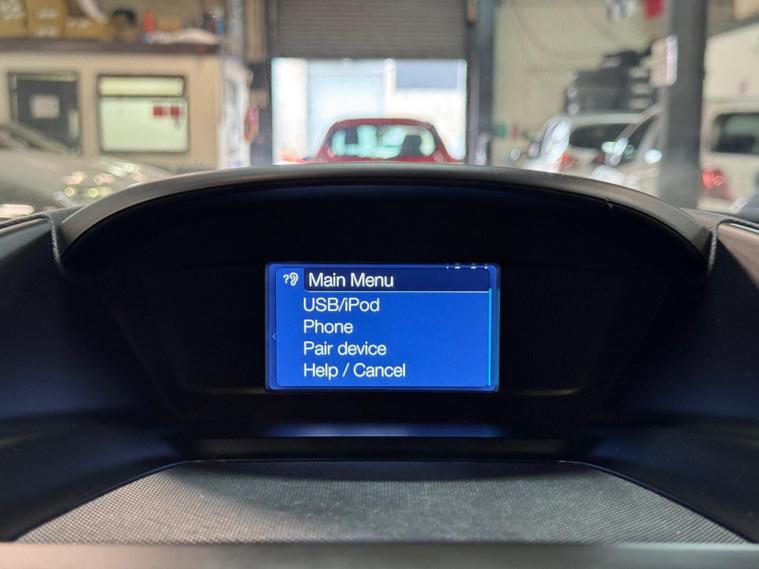 Main Menu
USB/iPod
Phone
Pair device
Help / Cancel